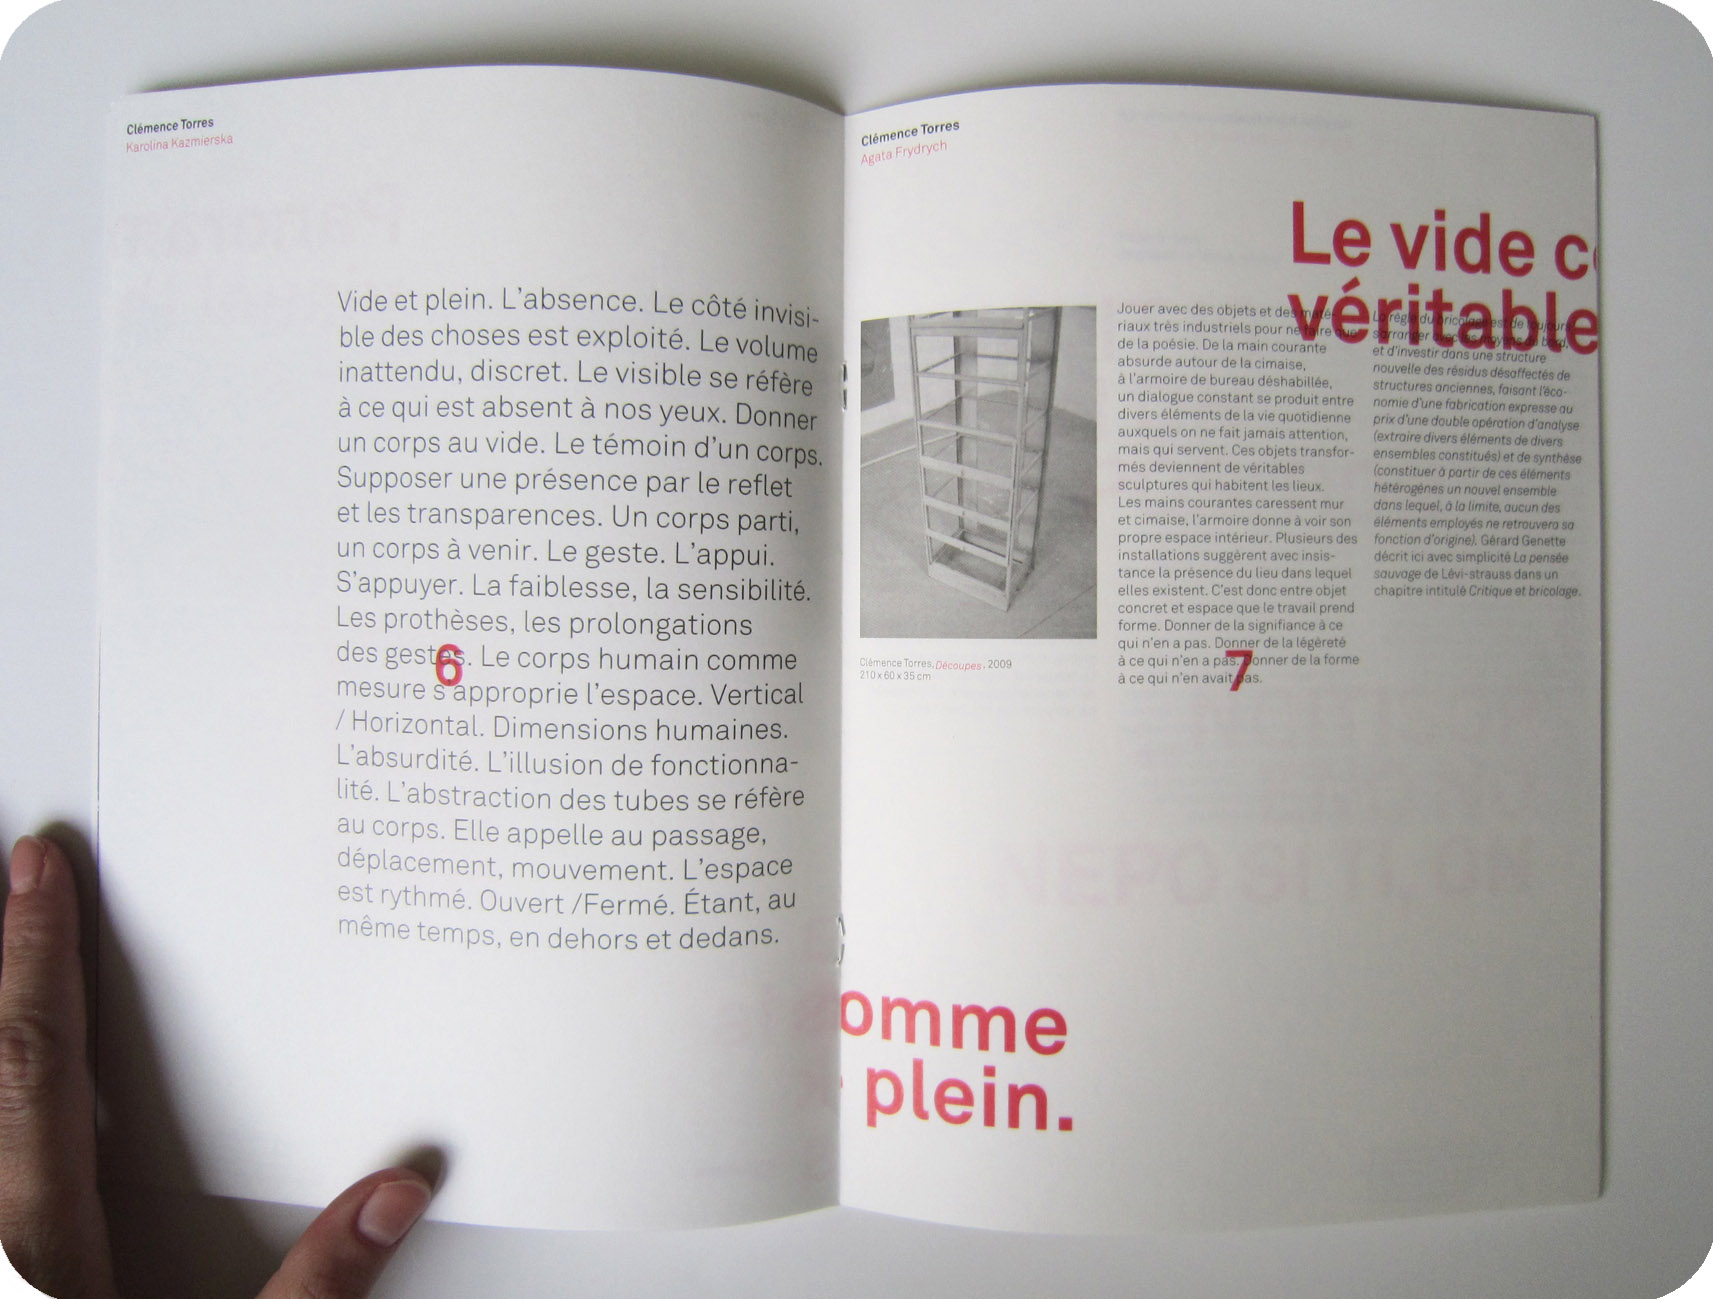 Clémence Torres
Karolina Kazmierska
Vide et plein. L’absence. Le côté invisi-
ble des choses est exploité. Le volume
inattendu, discret. Le visible se réfère
à ce qui est absent à nos yeux. Donner
un corps au vide. Le témoin d’un corps.
Supposer une présence par le reflet
et les transparences. Un corps parti,
un corps à venir. Le geste. L’appui.
S’appuyer. La faiblesse, la sensibilité.
Les prothèses, les prolongations
des gestes. Le corps humain comme
mesure s’approprie l’espace. Vertical
/ Horizontal. Dimensions humaines.
L’absurdité. L’illusion de fonctionna-
lité. L’abstraction des tubes se réfère
au corps. Elle appelle au passage,
déplacement, mouvement. L’espace
est rythmé. Ouvert /Fermé. Étant, au
même temps, en dehors et dedans.
6
Clémence Torres
Agata Frydrych
Le vide c
véritable
Clémence Torres, Découpes, 2009
210 x 60 x 35 cm
Jouer avec des objets et des maté-
riaux très industriels pour ne faire que
de la poésie. De la main courante
absurde autour de la cimaise,
à l’armoire de bureau déshabillée,
un dialogue constant se produit entre
divers éléments de la vie quotidienne
auxquels on ne fait jamais attention,
mais qui servent. Ces objets transfor-
més deviennent de véritables
sculptures qui habitent les lieux.
Les mains courantes caressent mur
et cimaise, l’armoire donne à voir son
propre espace intérieur. Plusieurs des
installations suggèrent avec insis-
tance la présence du lieu dans lequel
elles existent. C’est donc entre objet
concret et espace que le travail prend
forme. Donner de la signifiance à ce
qui n’en a pas. Donner de la légèreté
à ce qui n’en a pas. Donner de la forme
à ce qui n’en avait pas.
La règle du bricolage est de toujours
s’arranger avec les moyens du bord,
et d’investir dans une structure
nouvelle des résidus désaffectés de
structures anciennes, faisant l’éco-
nomie d’une fabrication expresse au
prix d’une double opération d’analyse
(extraire divers éléments de divers
ensembles constitués) et de synthèse
(constituer à partir de ces éléments
hétérogènes un nouvel ensemble
dans lequel, à la limite, aucun des
éléments employés ne retrouvera sa
fonction d’origine). Gérard Genette
décrit ici avec simplicité La pensée
sauvage de Lévi-strauss dans un
chapitre intitulé Critique et bricolage.
7
omme
plein.